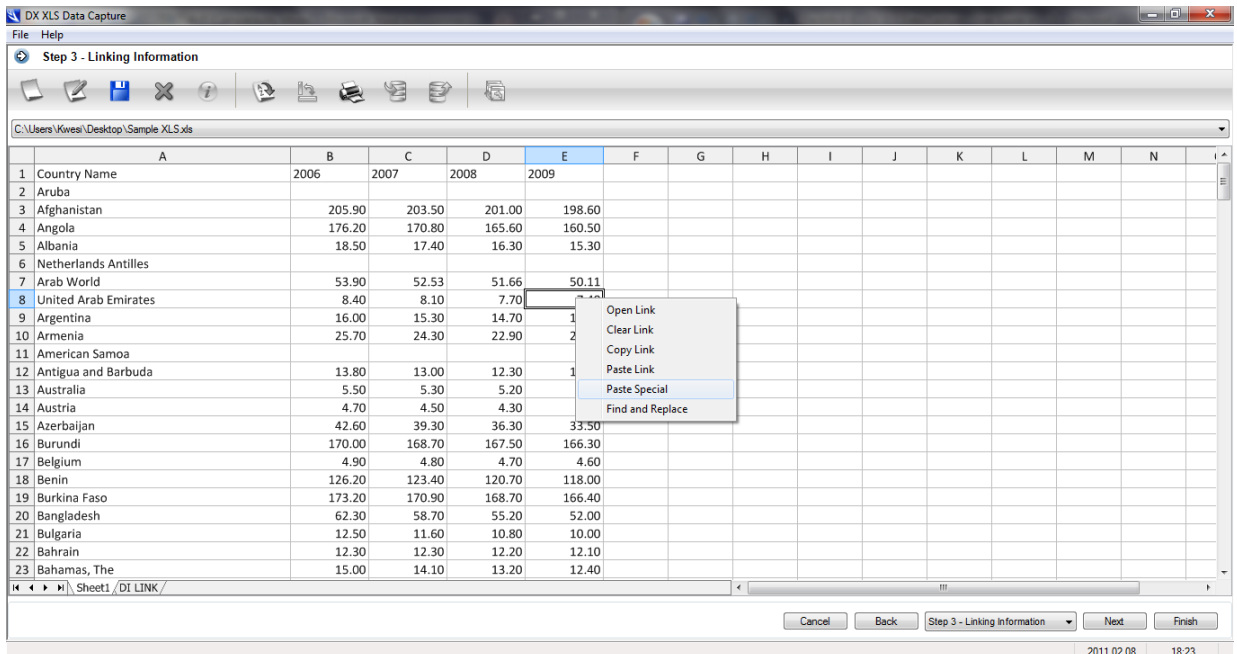 DX XLS Data Capture
File Help
Step 3 - Linking Information
C:\Users\Kwesi\Desktop\Sample XLS.xls
A B C D E F G H I J K L M N
1 Country Name 2006 2007 2008 2009
2 Aruba
3 Afghanistan 205.90 203.50 201.00 198.60
4 Angola 176.20 170.80 165.60 160.50
5 Albania 18.50 17.40 16.30 15.30
6 Netherlands Antilles
7 Arab World 53.90 52.53 51.66 50.11
8 United Arab Emirates 8.40 8.10 7.70
9 Argentina 16.00 15.30 14.70 1
10 Armenia 25.70 24.30 22.90 2
11 American Samoa
12 Antigua and Barbuda 13.80 13.00 12.30 1
13 Australia 5.50 5.30 5.20
14 Austria 4.70 4.50 4.30
15 Azerbaijan 42.60 39.30 36.30 33.50
16 Burundi 170.00 168.70 167.50 166.30
17 Belgium 4.90 4.80 4.70 4.60
18 Benin 126.20 123.40 120.70 118.00
19 Burkina Faso 173.20 170.90 168.70 166.40
20 Bangladesh 62.30 58.70 55.20 52.00
21 Bulgaria 12.50 11.60 10.80 10.00
22 Bahrain 12.30 12.30 12.20 12.10
23 Bahamas, The 15.00 14.10 13.20 12.40
Open Link
Clear Link
Copy Link
Paste Link
Paste Special
Find and Replace
Sheet1 DI LINK
Cancel Back Step 3 - Linking Information Next Finish
2011.02.08 18:23